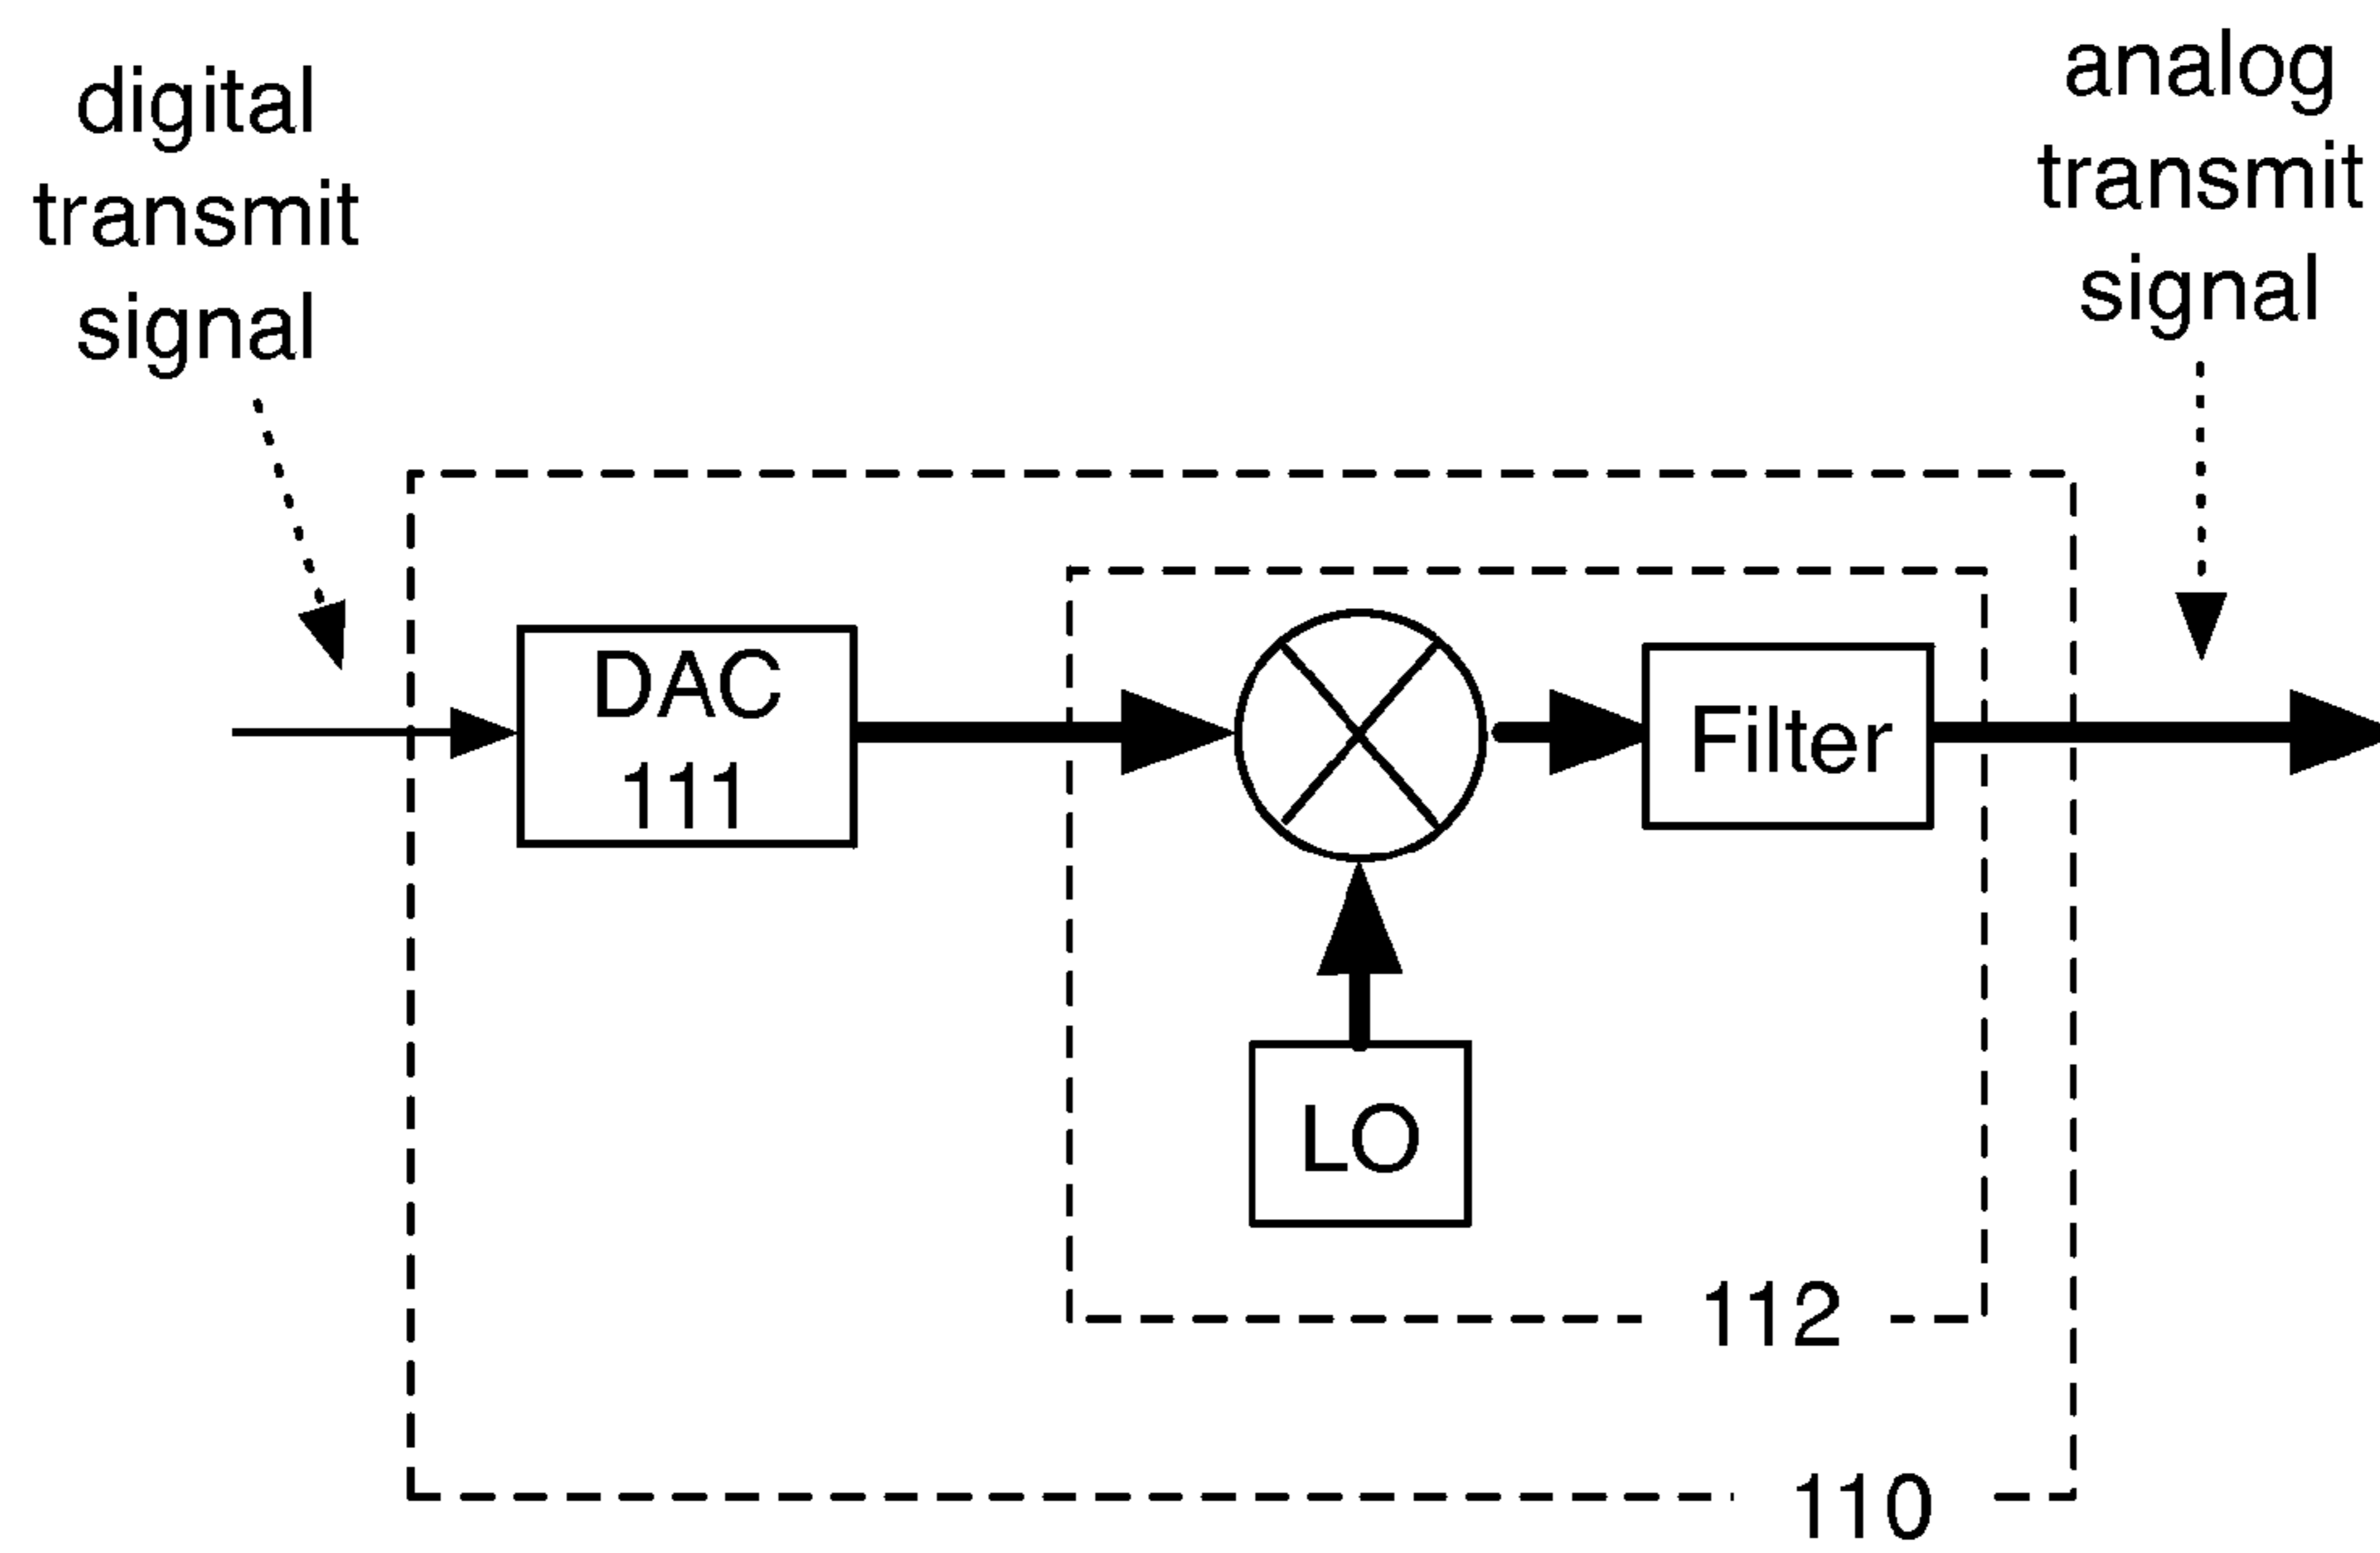 digital
transmit
signal
analog
transmit
signal
DAC
111
Filter
LO
112
110